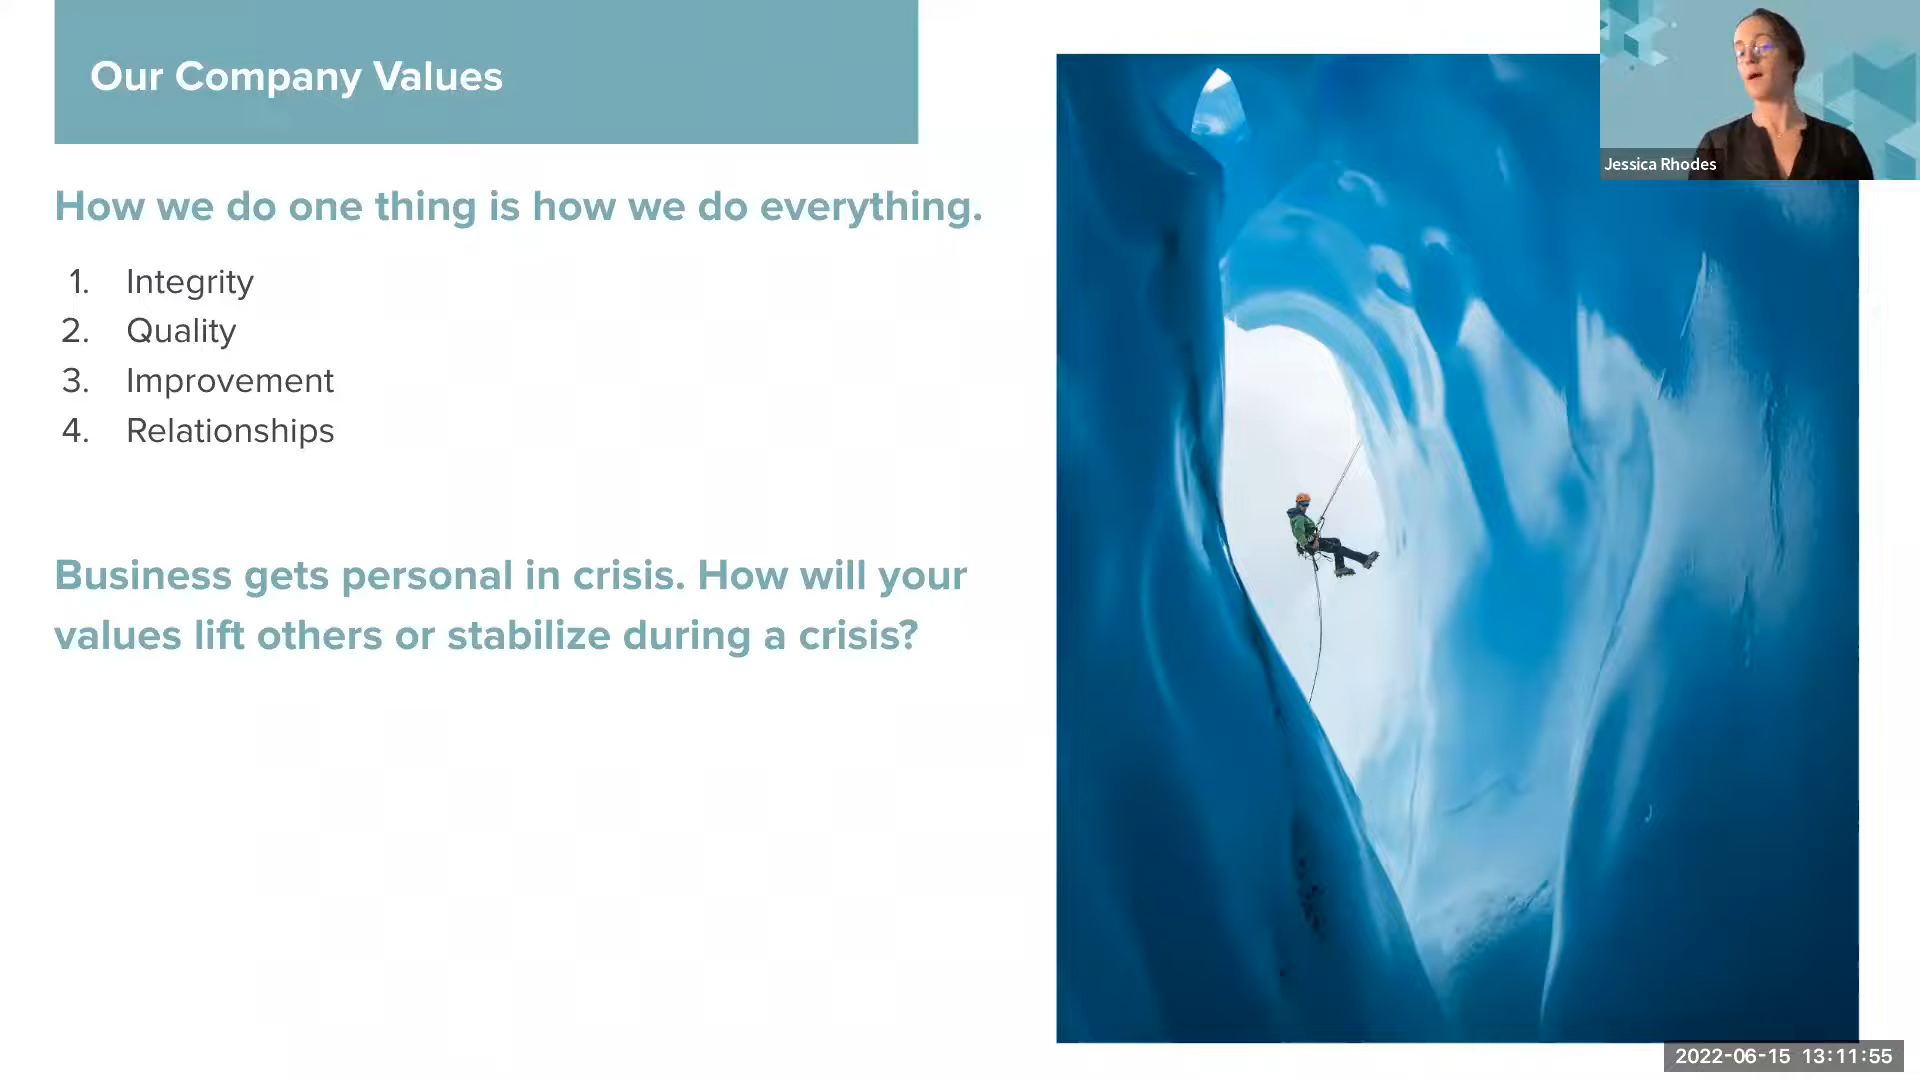 Our Company Values
Jessica Rhodes
How we do one thing is how we do everything.
1. Integrity
2. Quality
3. Improvement
4. Relationships
Business gets personal in crisis. How will your
values lift others or stabilize during a crisis?
2022-06-15 13:11:55